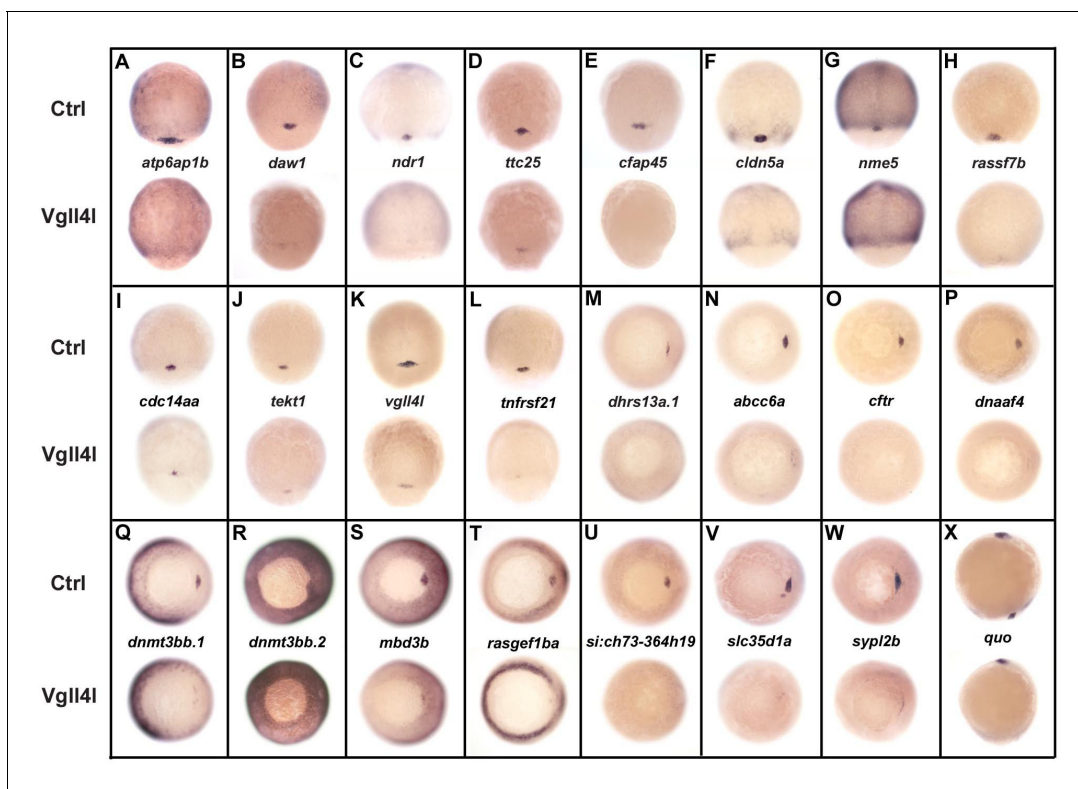 A B C D E F G H
Ctrl
atp6ap1b daw1 ndr1 ttc25 cfap45 cldn5a nme5 rassf7b
Vgll4l
I J K L M N O P
Ctrl
cdc14aa tekt1 vgll4l tnfrsf21 dhrs13a.1 abcc6a cftr dnaaf4
Vgll4l
Q R S T U V W X
Ctrl
dnmt3bb.1 dnmt3bb.2 mbd3b rasgef1ba si:ch73-364h19 slc35d1a sypl2b quo
Vgll4l